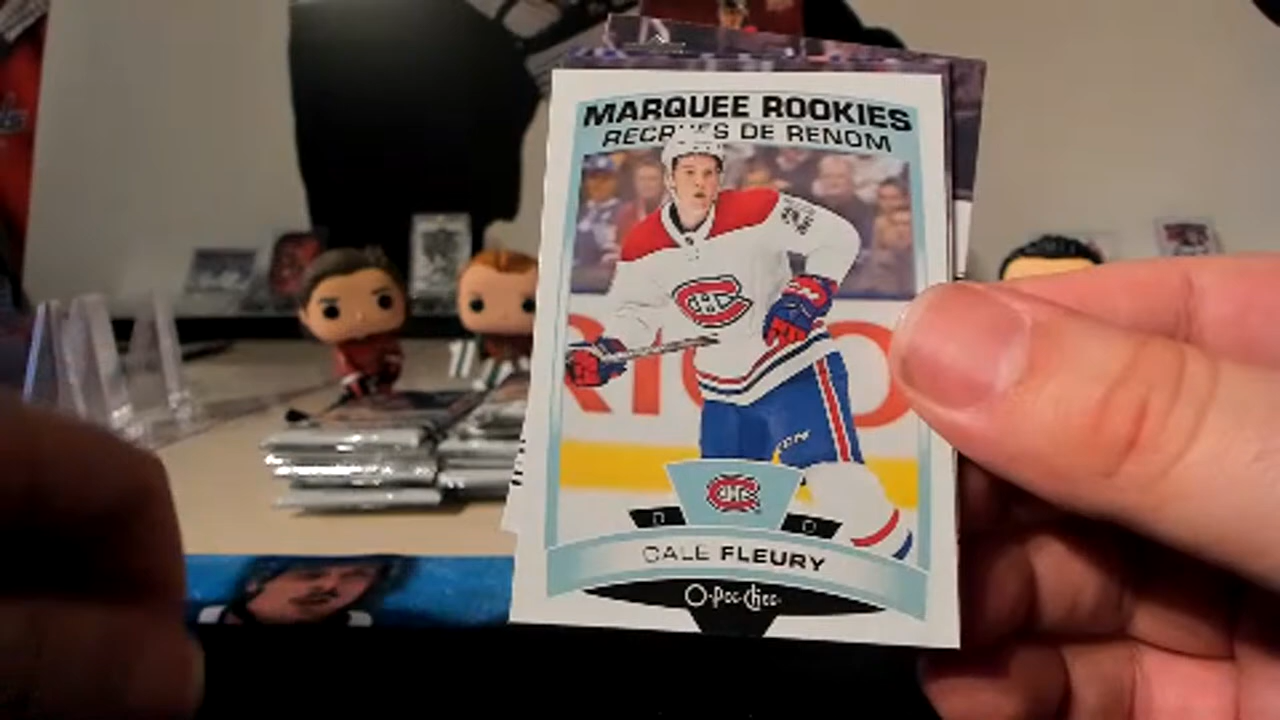 MARQUEE ROOKIES
RECRUES DE RENOM
D D
CALE FLEURY
O-Pee-Chee